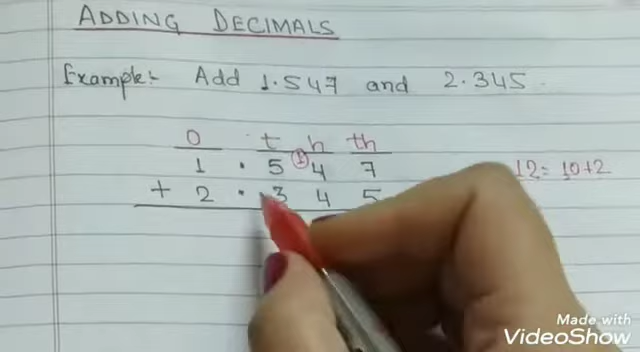 ADDING DECIMALS
Example:- Add 1.547 and 2.345.
O . t h th
1 . 5 ① 4 7
12 = 10+2
+ 2 . 3 4 5
Made with
VideoShow